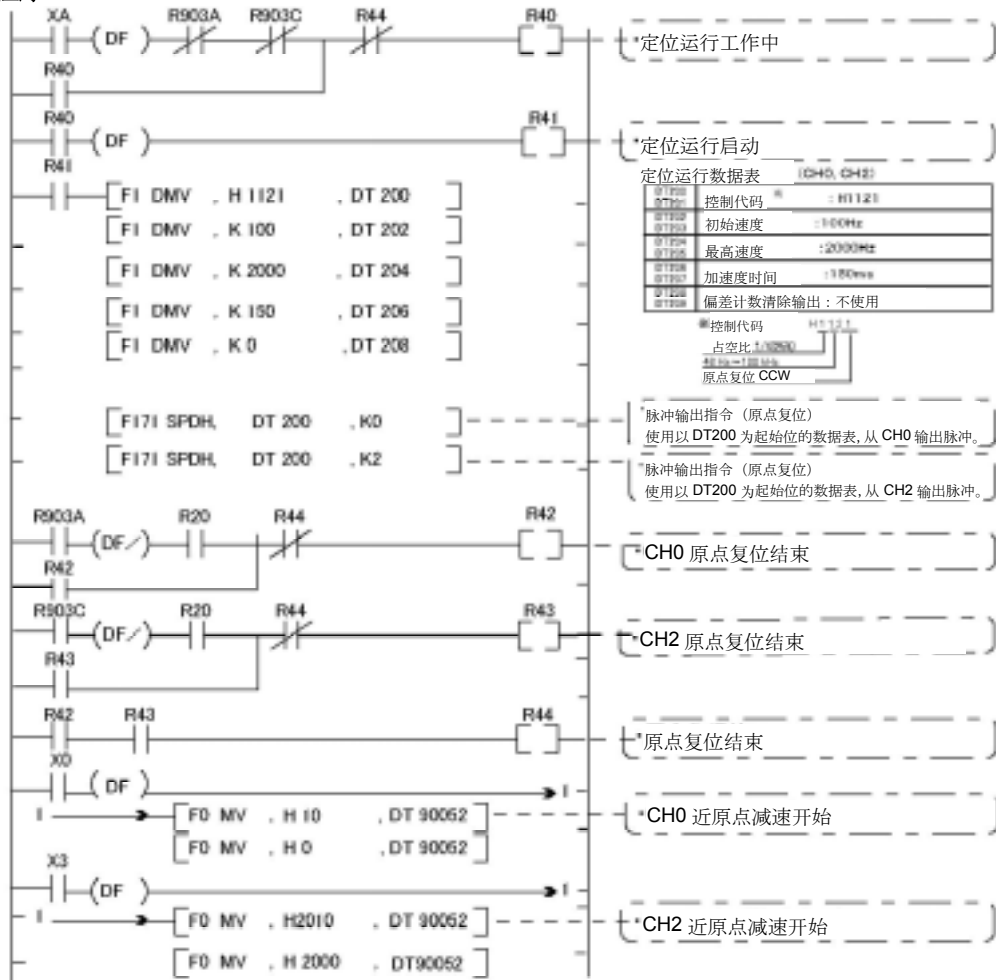 XA R903A R903C R44 R40
( DF )
定位运行工作中
R40
R40 R41
( DF )
定位运行启动
R41
定位运行数据表 (CH0, CH2)
F1 DMV , H 1121 , DT 200
控制代码 : H1121
F1 DMV , K 100 , DT 202
初始速度 :100Hz
F1 DMV , K 2000 , DT 204
最高速度 :2000Hz
F1 DMV , K 150 , DT 206
加速度时间 :180ms
F1 DMV , K 0 ,DT 208
偏差计数清除输出：不使用
控制代码 H1121
占空比
原点复位 CCW
F171 SPDH, DT 200 , K0
*脉冲输出指令（原点复位）
使用以 DT200 为起始位的数据表, 从 CH0 输出脉冲。
F171 SPDH, DT 200 , K2
*脉冲输出指令（原点复位）
使用以 DT200 为起始位的数据表, 从 CH2 输出脉冲。
R903A R20 R44 R42
(DF/)
*CH0 原点复位结束
R42
R903C R20 R44 R43
(DF/)
*CH2 原点复位结束
R43
R42 R43 R44
*原点复位结束
X0
( DF )
1
1
F0 MV , H 10 , DT 90052
*CH0 近原点减速开始
F0 MV , H 0 , DT 90052
X3
(DF )
1
1
F0 MV , H2010 , DT 90052
*CH2 近原点减速开始
F0 MV , H 2000 , DT90052